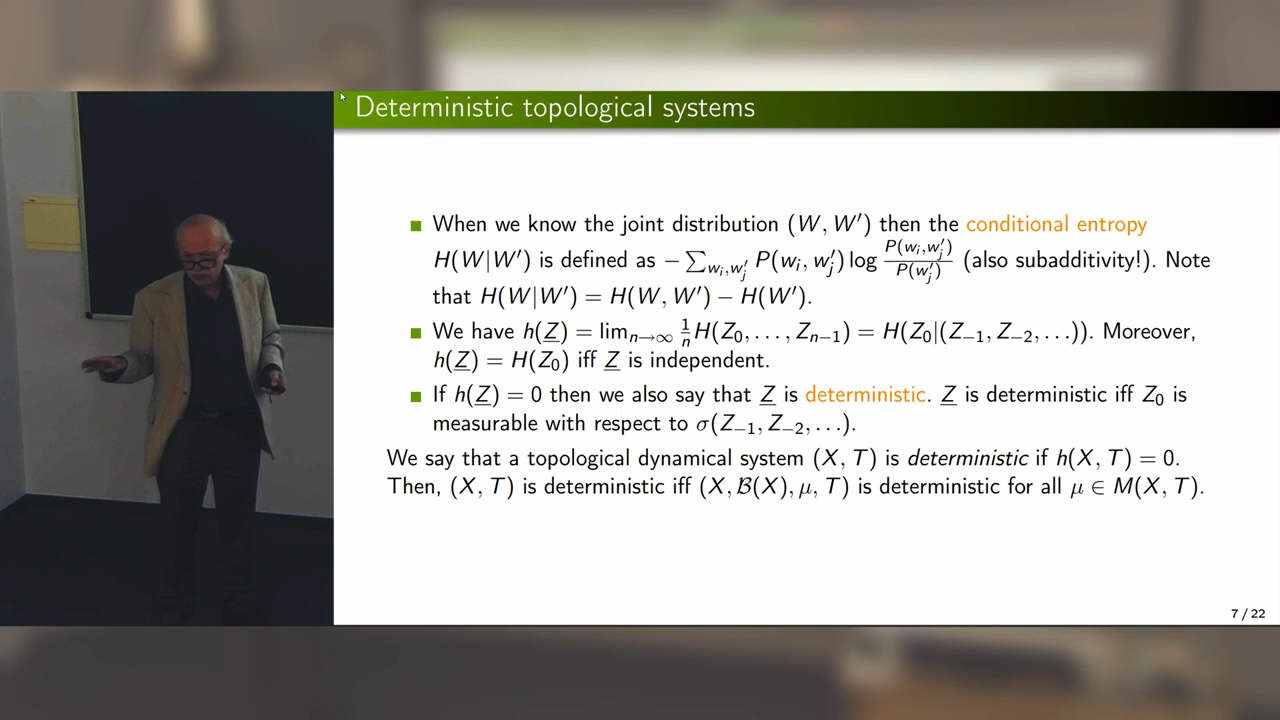 Deterministic topological systems
When we know the joint distribution (W, W′) then the conditional entropy
H(W|W′) is defined as − ∑_{w_i,w′_j} P(w_i, w′_j) log P(w_i,w′_j)/P(w′_j) (also subadditivity!). Note
that H(W|W′) = H(W, W′) − H(W′).
We have h(Z) = lim_{n→∞} 1/n H(Z_0, . . . , Z_{n−1}) = H(Z_0|(Z_{−1}, Z_{−2}, . . .)). Moreover,
h(Z) = H(Z_0) iff Z is independent.
If h(Z) = 0 then we also say that Z is deterministic. Z is deterministic iff Z_0 is
measurable with respect to σ(Z_{−1}, Z_{−2}, . . .).
We say that a topological dynamical system (X, T) is deterministic if h(X, T) = 0.
Then, (X, T) is deterministic iff (X, ℬ(X), μ, T) is deterministic for all μ ∈ M(X, T).
7 / 22